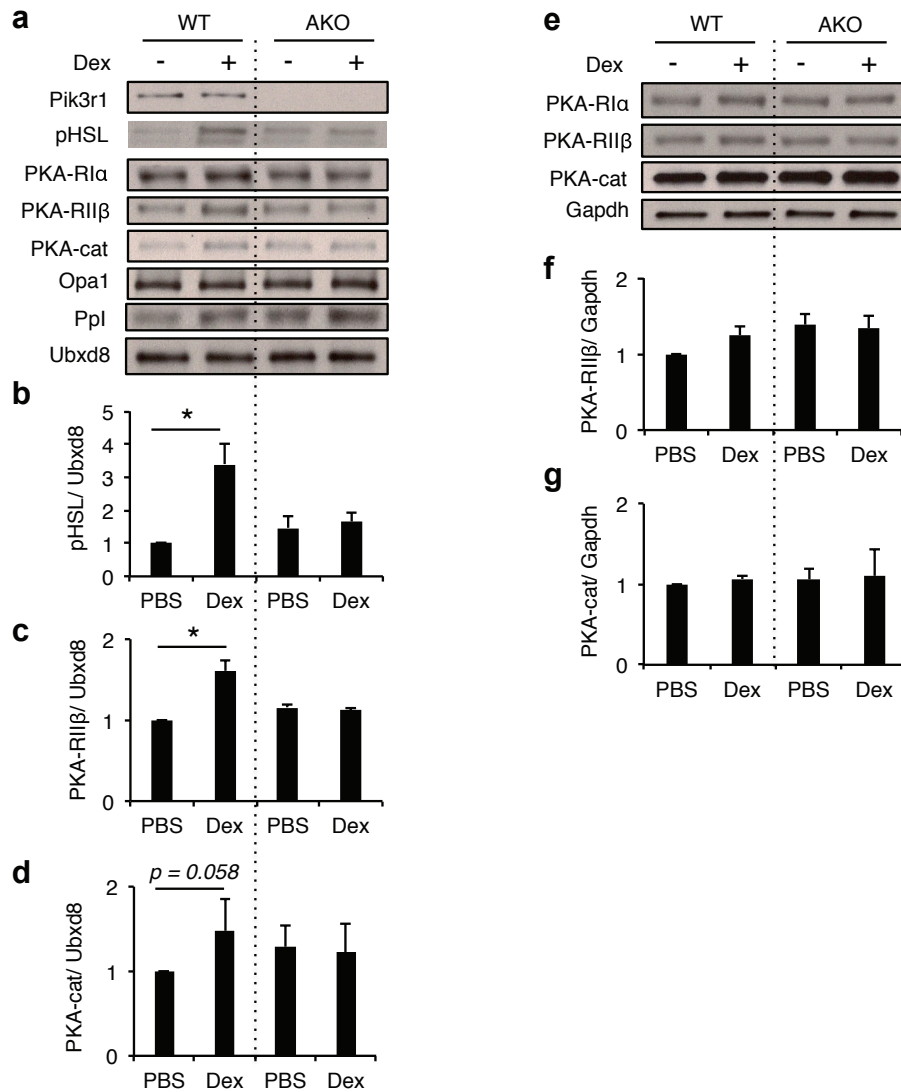 a
WT AKO
Dex - + - +
Pik3r1
pHSL
PKA-RIα
PKA-RIIβ
PKA-cat
Opa1
Ppl
Ubxd8
b
pHSL/ Ubxd8
5
4
3
2
1
0
*
PBS Dex PBS Dex
c
PKA-RIIβ/ Ubxd8
2
1
0
*
PBS Dex PBS Dex
d
PKA-cat/ Ubxd8
2
1
0
p = 0.058
PBS Dex PBS Dex
e
WT AKO
Dex - + - +
PKA-RIα
PKA-RIIβ
PKA-cat
Gapdh
f
PKA-RIIβ/ Gapdh
2
1
0
PBS Dex PBS Dex
g
PKA-cat/ Gapdh
2
1
0
PBS Dex PBS Dex